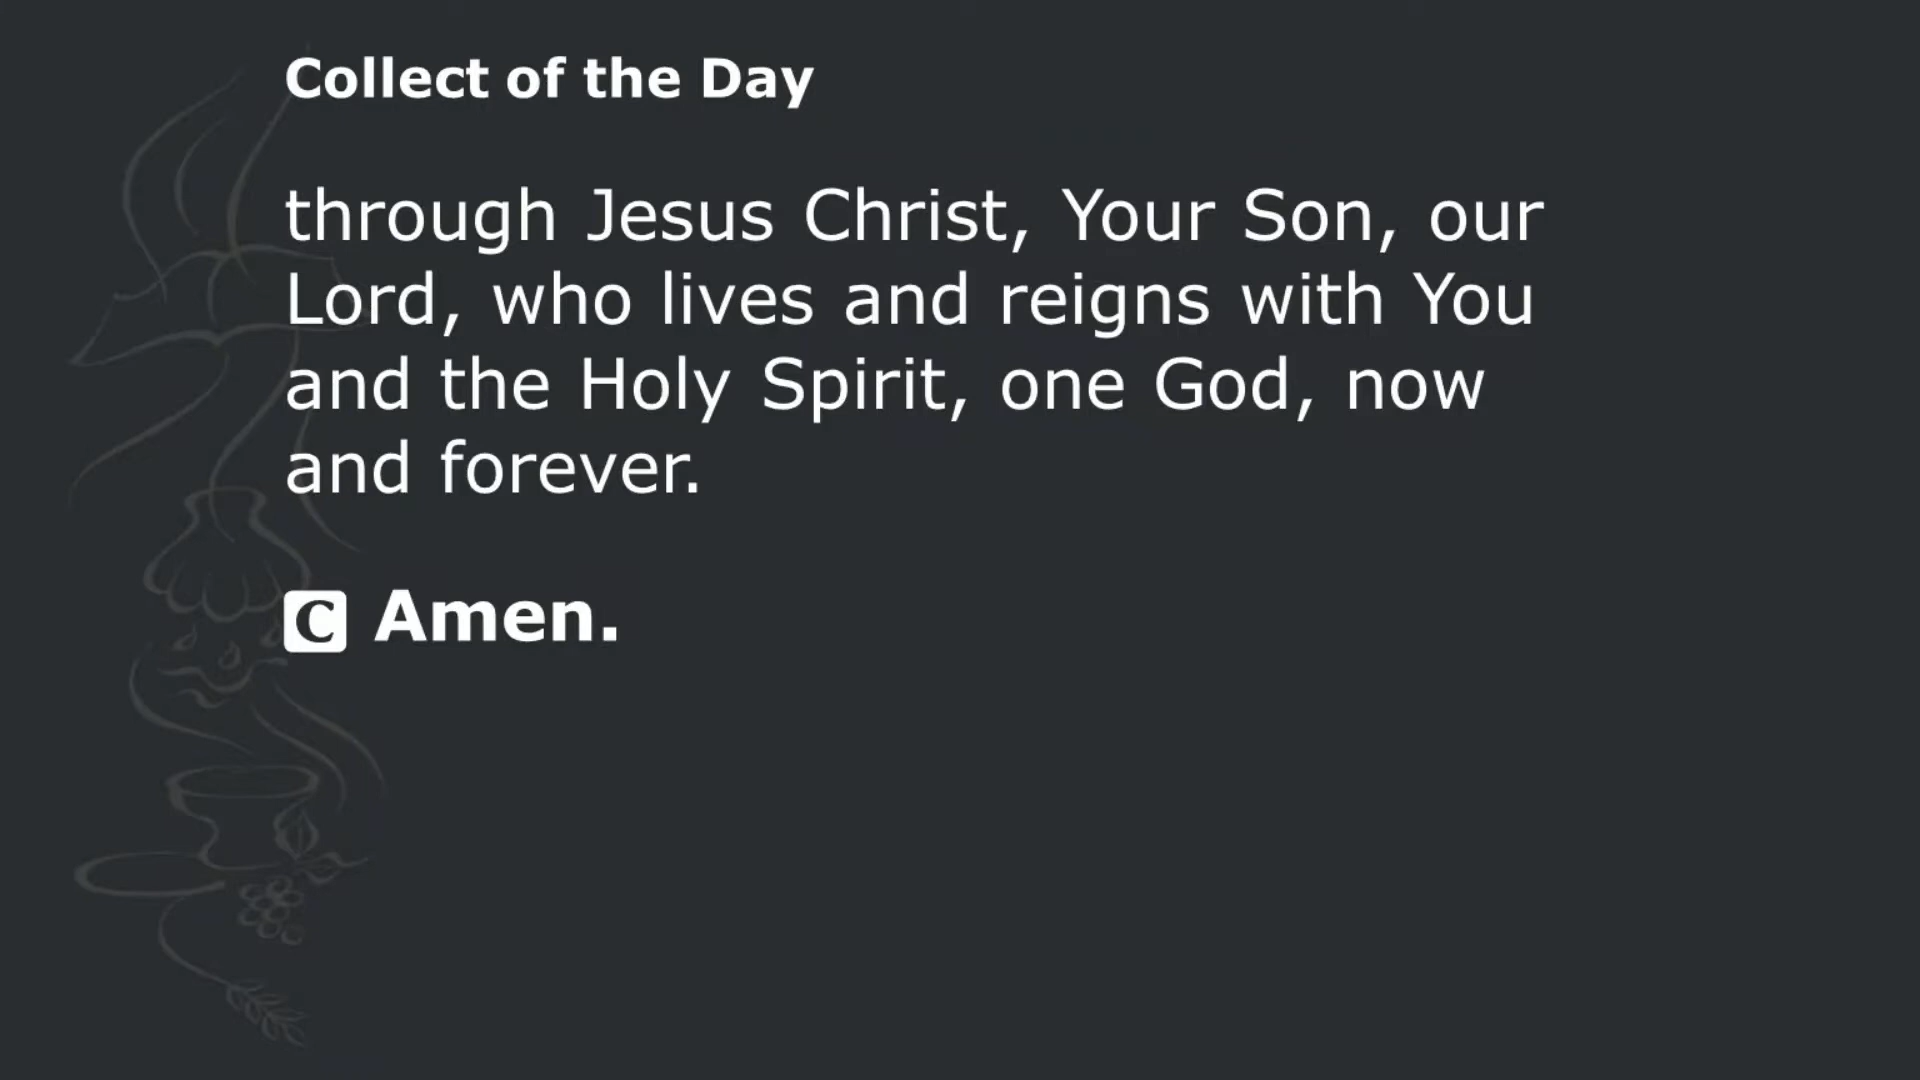 Collect of the Day
through Jesus Christ, Your Son, our
Lord, who lives and reigns with You
and the Holy Spirit, one God, now
and forever.
C Amen.